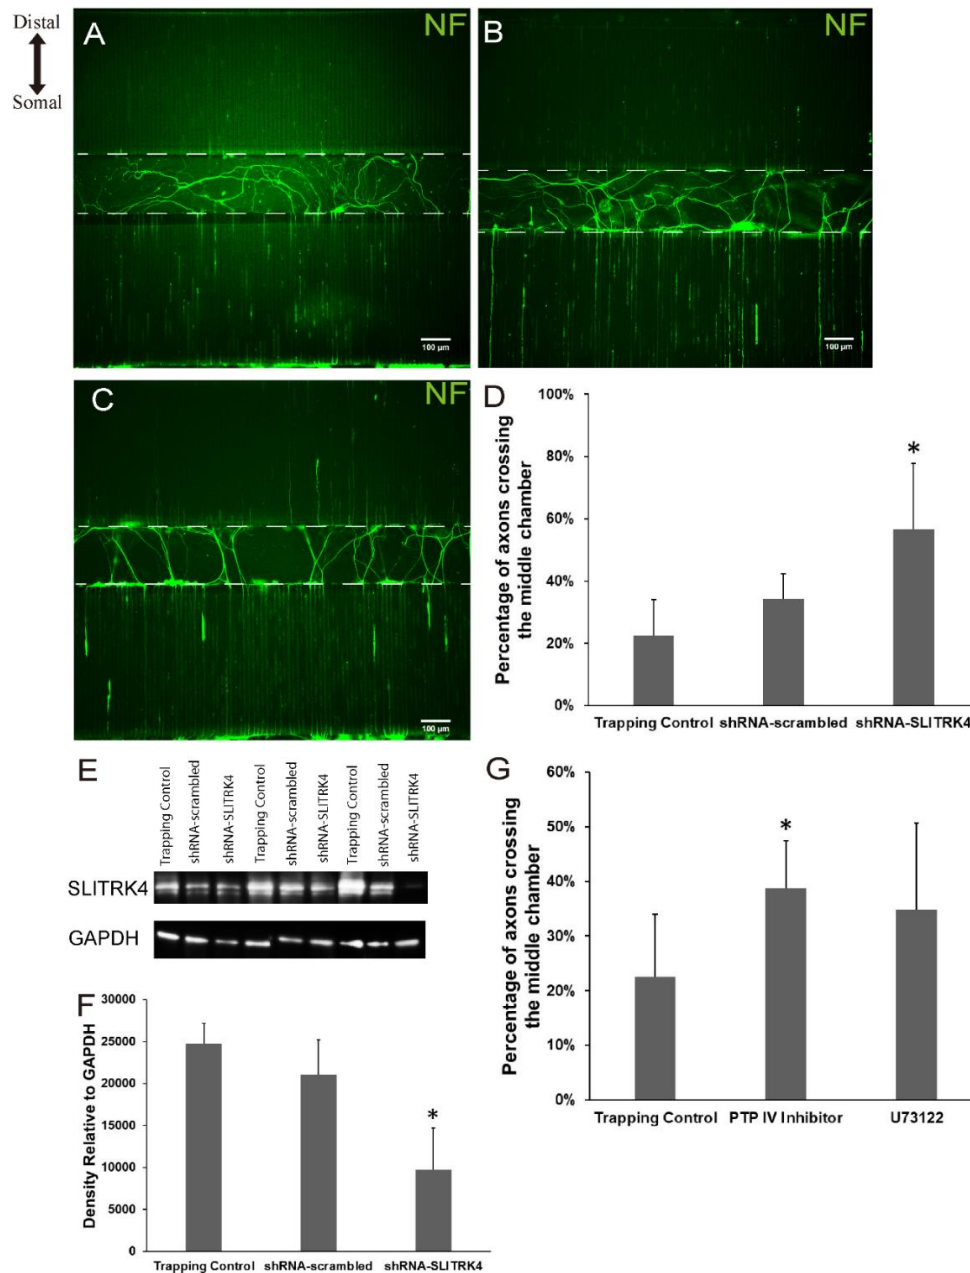 Distal
Somal
A
NF
100 µm
B
NF
100 µm
C
NF
100 µm
D
Percentage of axons crossing
the middle chamber
100%
80%
60%
40%
20%
0%
*
Trapping Control
shRNA-scrambled
shRNA-SLITRK4
E
Trapping Control
shRNA-scrambled
shRNA-SLITRK4
Trapping Control
shRNA-scrambled
shRNA-SLITRK4
Trapping Control
shRNA-scrambled
shRNA-SLITRK4
SLITRK4
GAPDH
F
Density Relative to GAPDH
30000
25000
20000
15000
10000
5000
0
*
Trapping Control
shRNA-scrambled
shRNA-SLITRK4
G
Percentage of axons crossing
the middle chamber
60%
50%
40%
30%
20%
10%
0%
*
Trapping Control
PTP IV Inhibitor
U73122